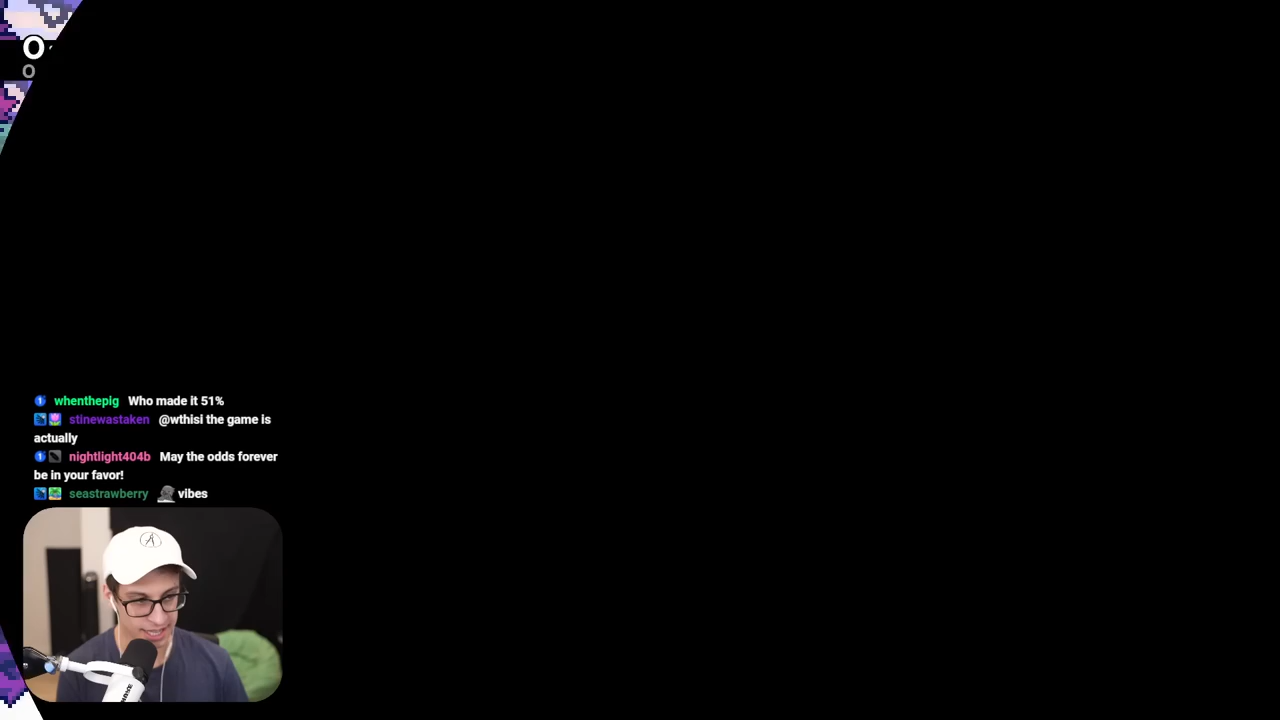 whenthepig Who made it 51%
stinewastaken @wthisi the game is
actually
nightlight404b May the odds forever
be in your favor!
seastrawberry vibes